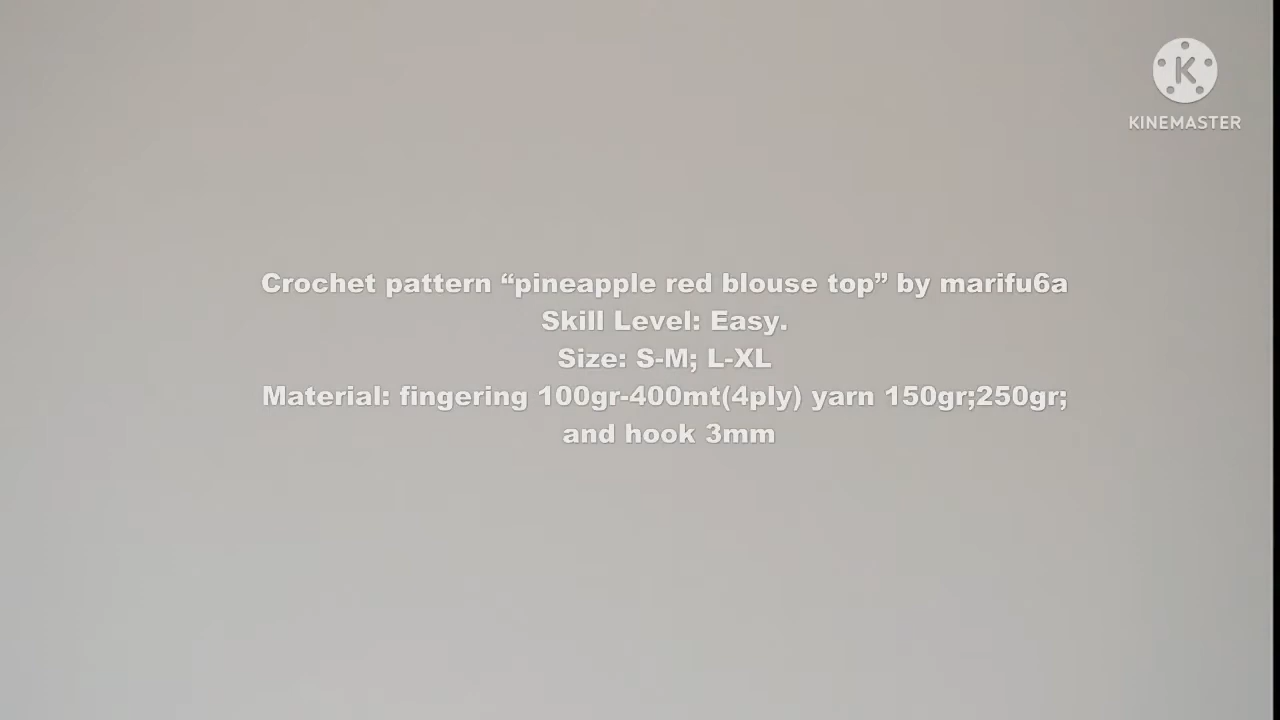 KINEMASTER
Crochet pattern “pineapple red blouse top” by marifu6a
Skill Level: Easy.
Size: S-M; L-XL
Material: fingering 100gr-400mt(4ply) yarn 150gr;250gr;
and hook 3mm